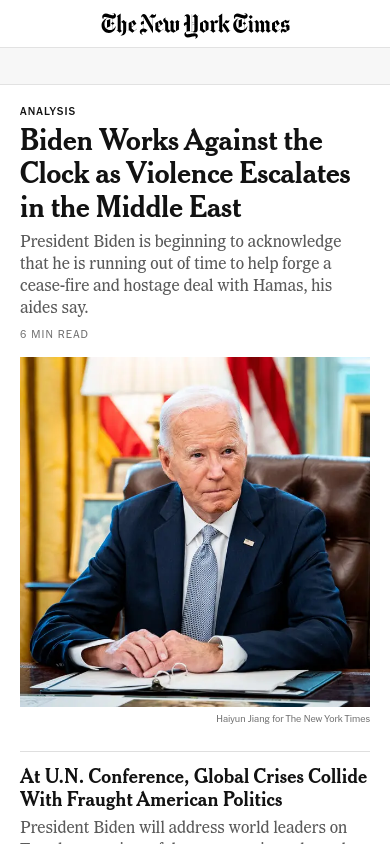 The New York Times
ANALYSIS
Biden Works Against the
Clock as Violence Escalates
in the Middle East
President Biden is beginning to acknowledge
that he is running out of time to help forge a
cease-fire and hostage deal with Hamas, his
aides say.
6 MIN READ
Haiyun Jiang for The New York Times
At U.N. Conference, Global Crises Collide
With Fraught American Politics
President Biden will address world leaders on